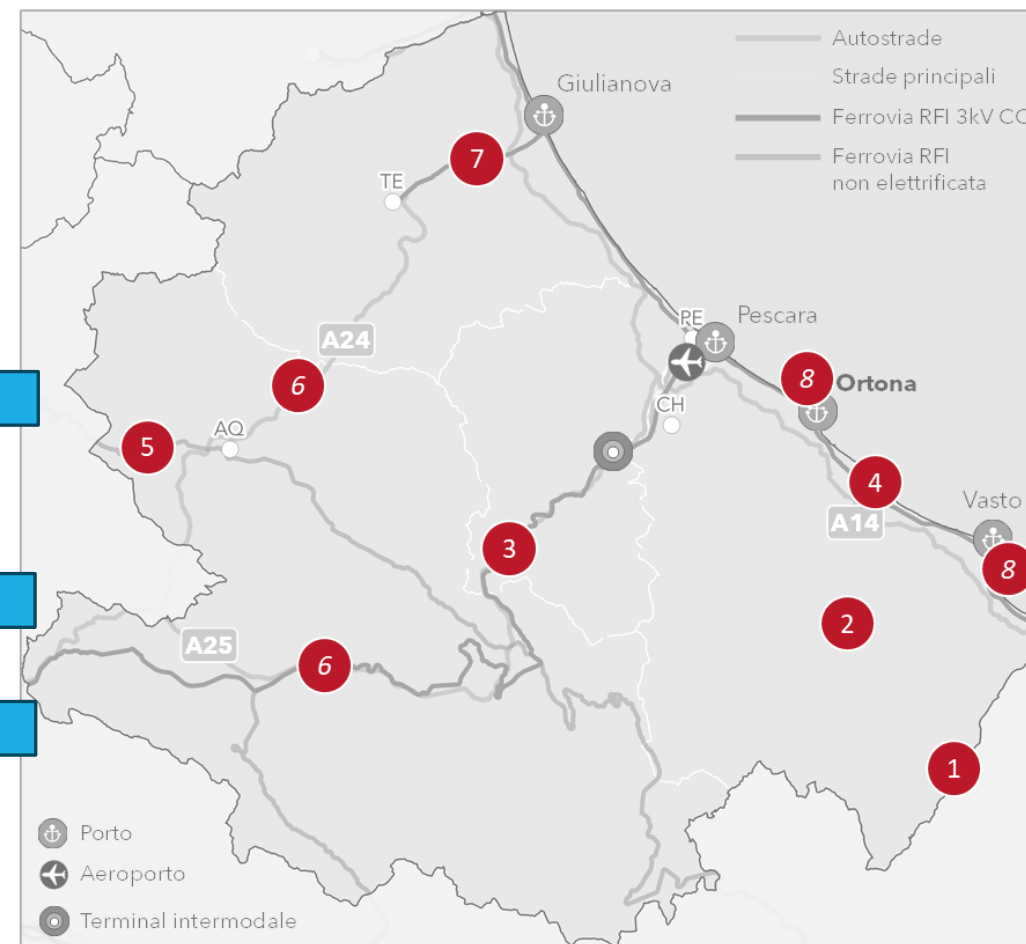 Autostrade
Strade principali
Ferrovia RFI 3kV CC
Ferrovia RFI
non elettrificata
Giulianova
7
TE
A24
PE
Pescara
6
8
Ortona
CH
AQ
5
4
Vasto
A14
3
8
2
A25
6
1
Porto
Aeroporto
Terminal intermodale